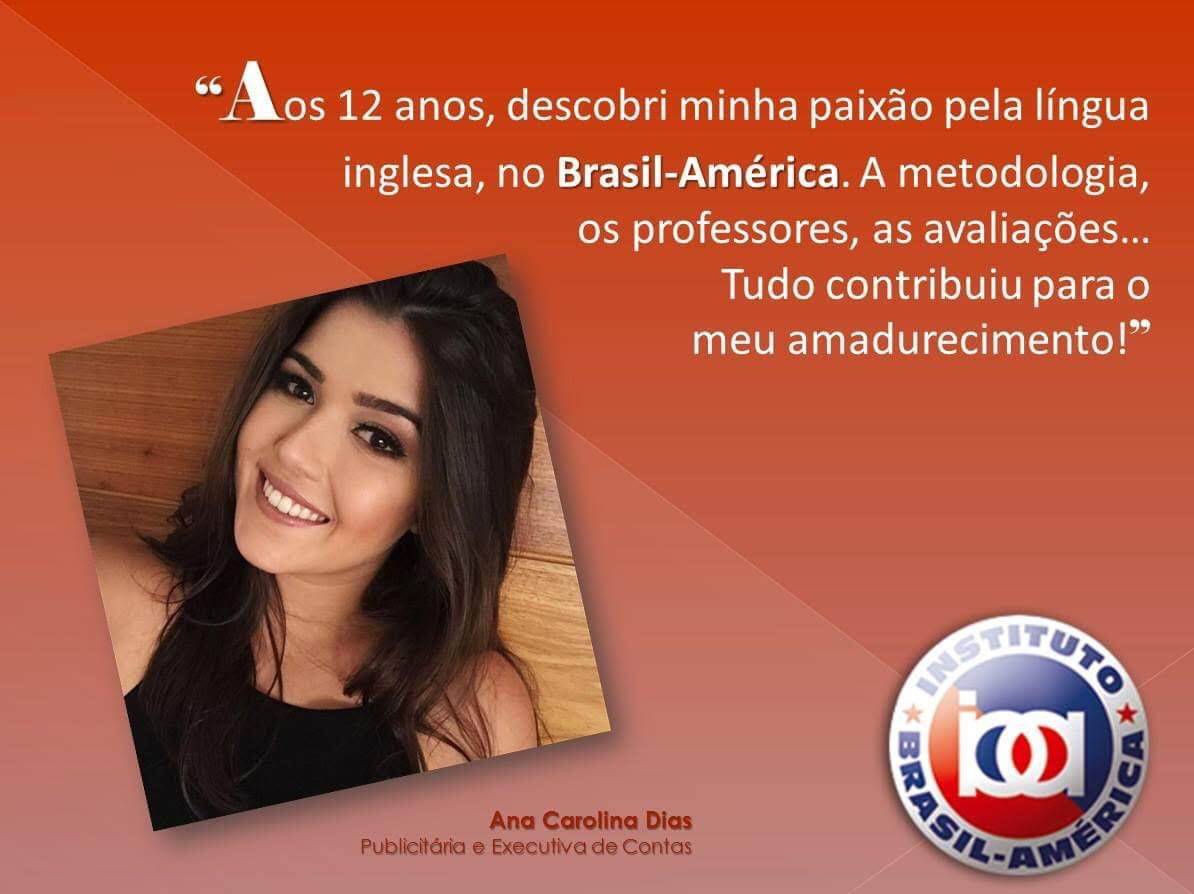 “Aos 12 anos, descobri minha paixão pela língua
inglesa, no Brasil-América. A metodologia,
os professores, as avaliações...
Tudo contribuiu para o
meu amadurecimento!”
Ana Carolina Dias
Publicitária e Executiva de Contas
INSTITUTO
iba
BRASIL-AMÉRICA